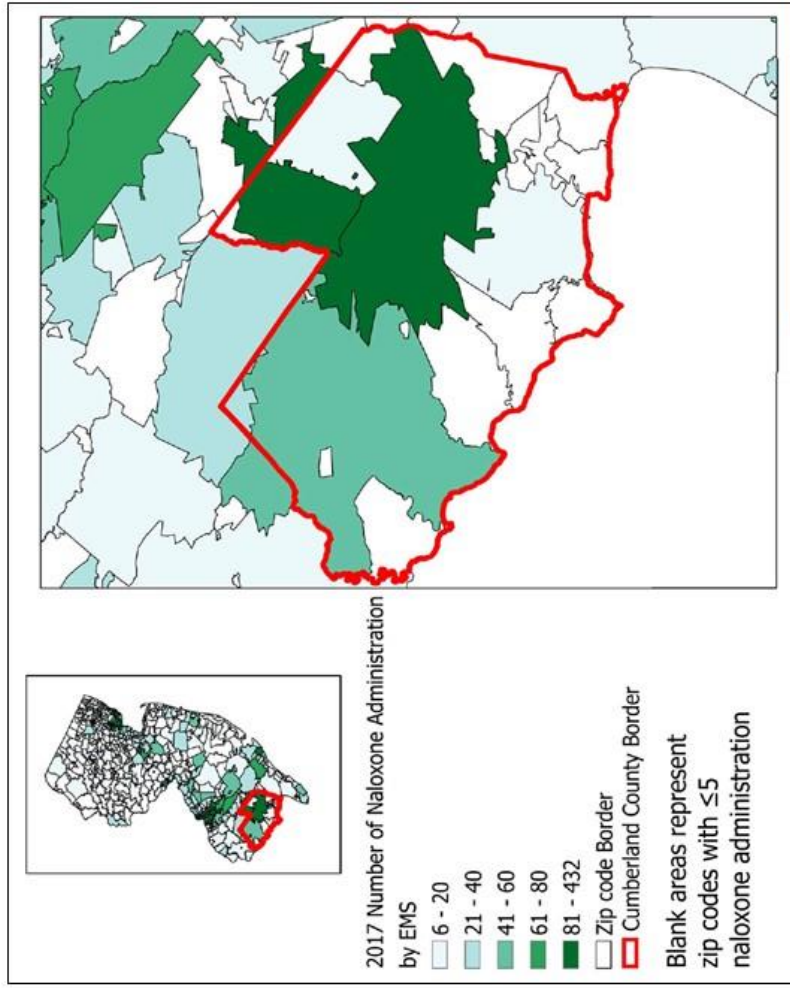 2017 Number of Naloxone Administration
by EMS
6 - 20
21 - 40
41 - 60
61 - 80
81 - 432
Zip code Border
Cumberland County Border
Blank areas represent
zip codes with ≤5
naloxone administration